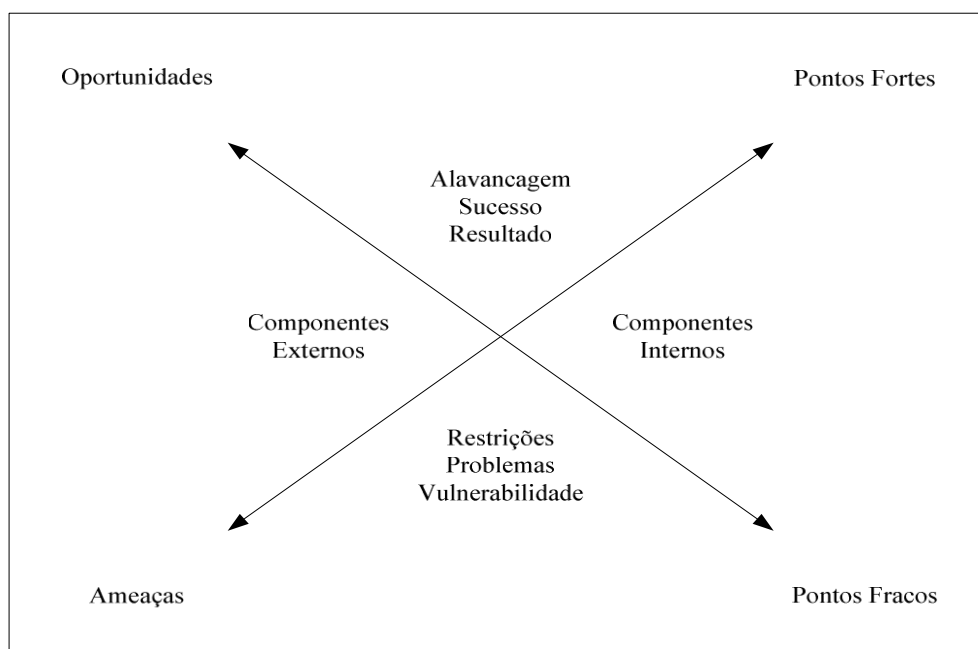 Oportunidades
Pontos Fortes
Alavancagem
Sucesso
Resultado
Componentes
Externos
Componentes
Internos
Restrições
Problemas
Vulnerabilidade
Ameaças
Pontos Fracos